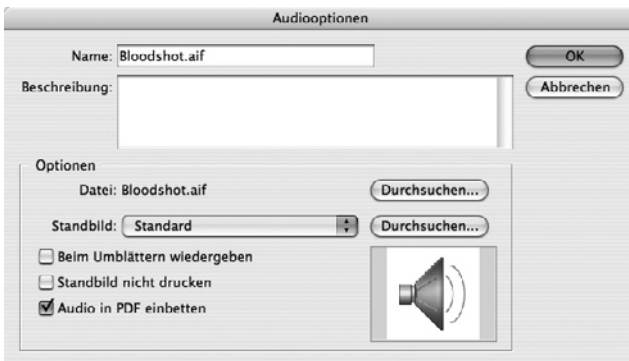 Audiooptionen
Name: Bloodshot.aif
OK
Beschreibung:
Abbrechen
Optionen
Datei: Bloodshot.aif
Durchsuchen...
Standbild: Standard
Durchsuchen...
Beim Umblättern wiedergeben
Standbild nicht drucken
Audio in PDF einbetten